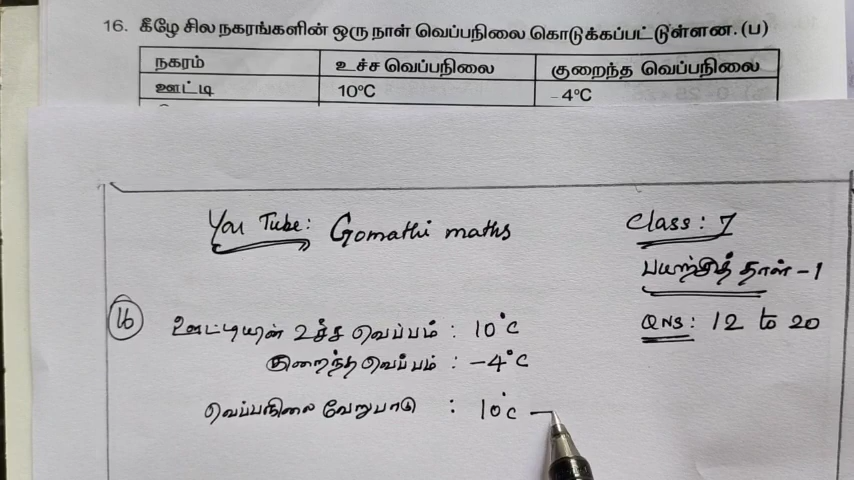 16. கீழே சில நகரங்களின் ஒரு நாள் வெப்பநிலை கொடுக்கப்பட்டுள்ளன. (ப)
நகரம் உச்ச வெப்பநிலை குறைந்த வெப்பநிலை
ஊட்டி 10°C -4°C
You Tube: Gomathi maths
Class: 7
பயிற்சித் தாள் -1
QNS: 12 to 20
16 ஊட்டியின் உச்ச வெப்பம் : 10°C
குறைந்த வெப்பம் : -4°C
வெப்பநிலை வேறுபாடு : 10°C —